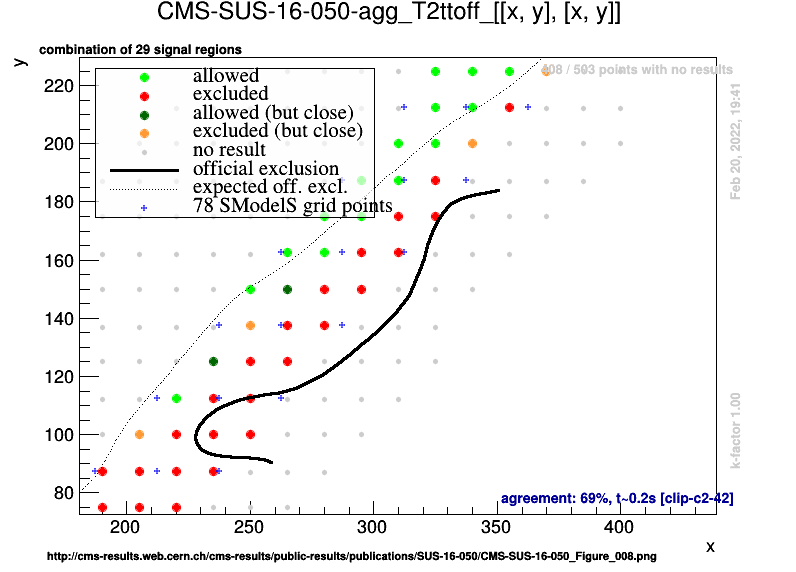 CMS-SUS-16-050-agg_T2ttoff_[[x, y], [x, y]]
combination of 29 signal regions
y
408 / 503 points with no results
allowed
excluded
allowed (but close)
excluded (but close)
no result
official exclusion
expected off. excl.
78 SModelS grid points
Feb 20, 2022, 19:41
k-factor 1.00
220
200
180
160
140
120
100
80
agreement: 69%, t~0.2s [clip-c2-42]
200 250 300 350 400
x
http://cms-results.web.cern.ch/cms-results/public-results/publications/SUS-16-050/CMS-SUS-16-050_Figure_008.png